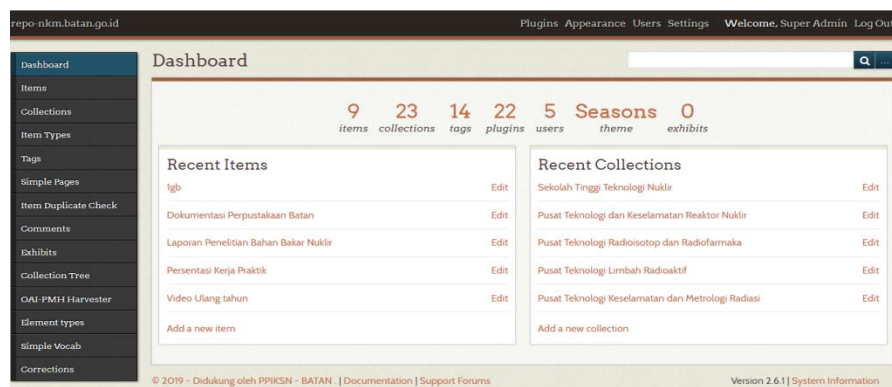 repo-nkm.batan.go.id
Plugins Appearance Users Settings Welcome, Super Admin Log Out
Dashboard
Items
Collections
Item Types
Tags
Simple Pages
Item Duplicate Check
Comments
Exhibits
Collection Tree
OAI-PMH Harvester
Element types
Simple Vocab
Corrections
Dashboard
...
9 23 14 22 5 Seasons 0
items collections tags plugins users theme exhibits
Recent Items
1gb Edit
Dokumentasi Perpustakaan Batan Edit
Laporan Penelitian Bahan Bakar Nuklir Edit
Persentasi Kerja Praktik Edit
Video Ulang tahun Edit
Add a new item
Recent Collections
Sekolah Tinggi Teknologi Nuklir Edit
Pusat Teknologi dan Keselamatan Reaktor Nuklir Edit
Pusat Teknologi Radioisotop dan Radiofarmaka Edit
Pusat Teknologi Limbah Radioaktif Edit
Pusat Teknologi Keselamatan dan Metrologi Radiasi Edit
Add a new collection
© 2019 - Didukung oleh PPIKSN - BATAN . | Documentation | Support Forums
Version 2.6.1 | System Information